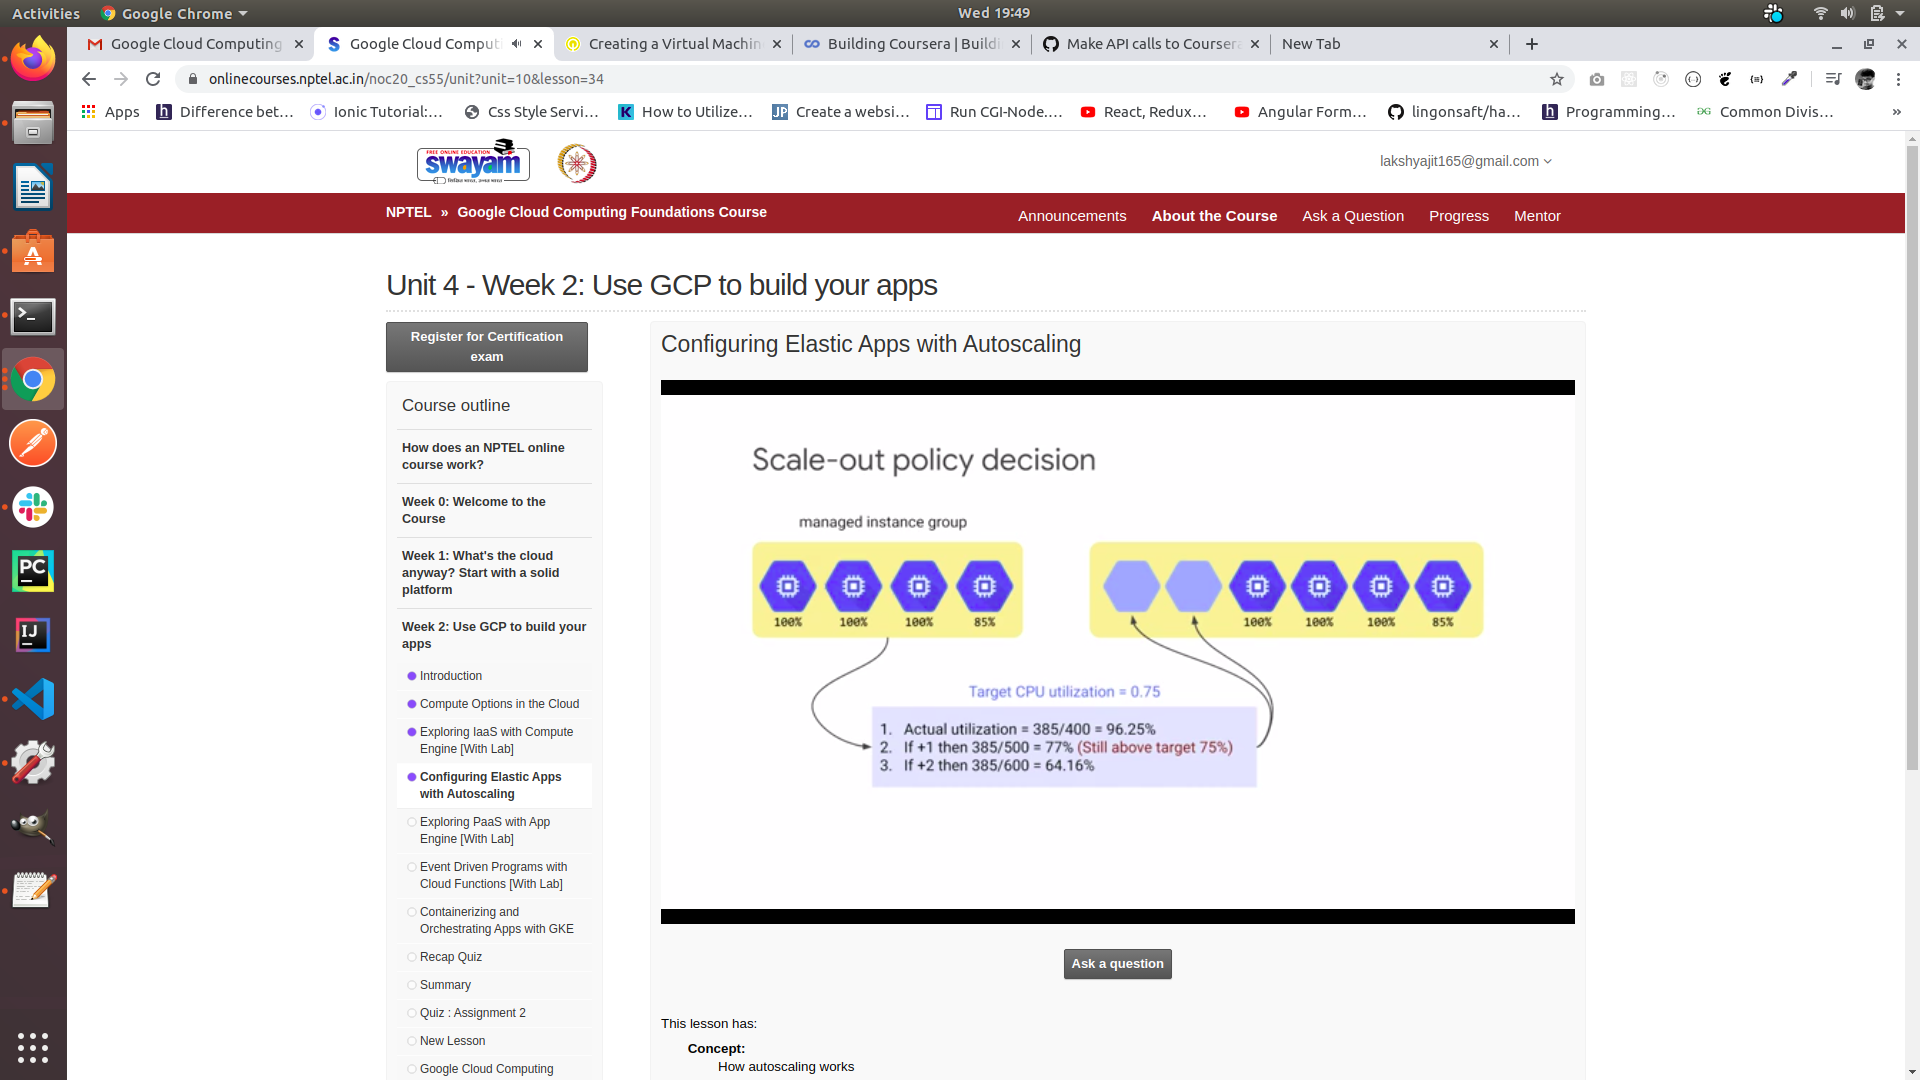 Activities
Google Chrome
Wed 19:49
Google Cloud Computing
Google Cloud Computi
Creating a Virtual Machin
Building Coursera | Buildi
Make API calls to Coursera
New Tab
onlinecourses.nptel.ac.in/noc20_cs55/unit?unit=10&lesson=34
Apps
Difference bet…
Ionic Tutorial:…
Css Style Servi…
How to Utilize…
Create a websi…
Run CGI-Node.…
React, Redux…
Angular Form…
lingonsaft/ha…
Programming…
Common Divis…
»
FREE ONLINE EDUCATION
swayam
lakshyajit165@gmail.com
NPTEL » Google Cloud Computing Foundations Course
Announcements
About the Course
Ask a Question
Progress
Mentor
Unit 4 - Week 2: Use GCP to build your apps
Register for Certification
exam
Course outline
How does an NPTEL online
course work?
Week 0: Welcome to the
Course
Week 1: What's the cloud
anyway? Start with a solid
platform
Week 2: Use GCP to build your
apps
Introduction
Compute Options in the Cloud
Exploring IaaS with Compute
Engine [With Lab]
Configuring Elastic Apps
with Autoscaling
Exploring PaaS with App
Engine [With Lab]
Event Driven Programs with
Cloud Functions [With Lab]
Containerizing and
Orchestrating Apps with GKE
Recap Quiz
Summary
Quiz : Assignment 2
New Lesson
Google Cloud Computing
Configuring Elastic Apps with Autoscaling
Scale-out policy decision
managed instance group
100% 100% 100% 85%
100% 100% 100% 85%
Target CPU utilization = 0.75
1. Actual utilization = 385/400 = 96.25%
2. If +1 then 385/500 = 77% (Still above target 75%)
3. If +2 then 385/600 = 64.16%
Ask a question
This lesson has:
Concept:
How autoscaling works